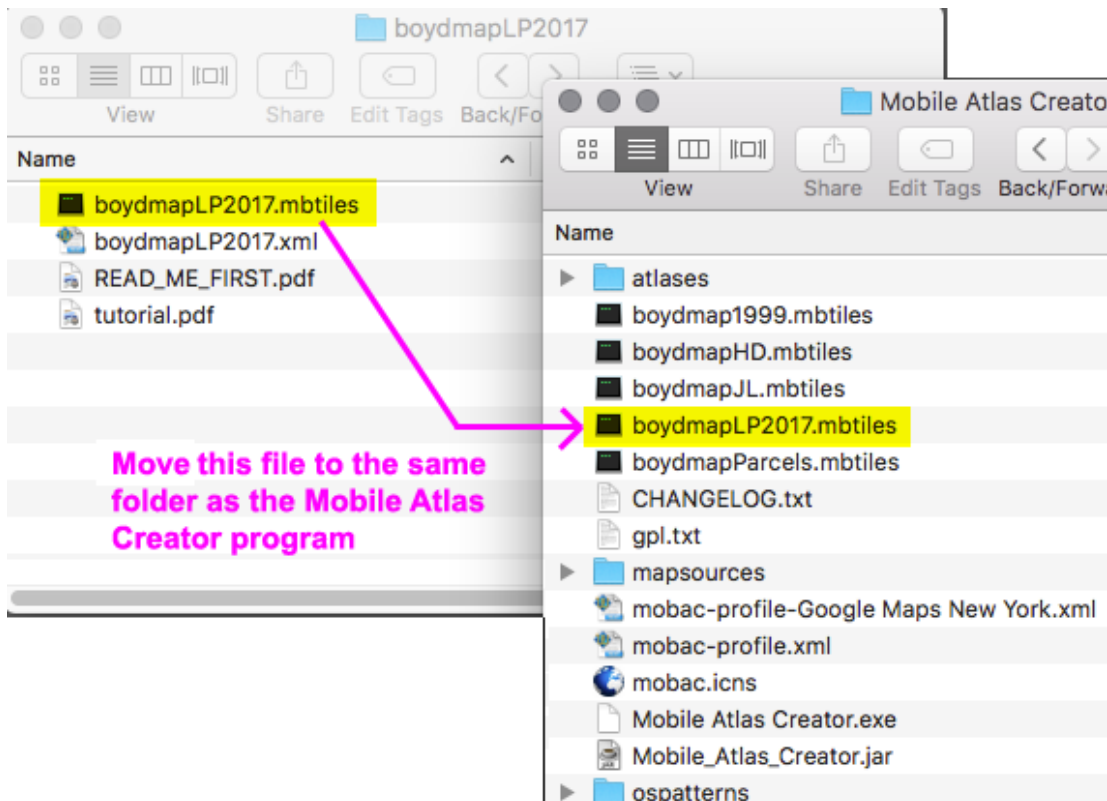 boydmapLP2017
View
Share
Edit Tags
Back/Fo
Name
boydmapLP2017.mbtiles
boydmapLP2017.xml
READ_ME_FIRST.pdf
tutorial.pdf
Move this file to the same
folder as the Mobile Atlas
Creator program
Mobile Atlas Creato
View
Share
Edit Tags
Back/Forwa
Name
atlases
boydmap1999.mbtiles
boydmapHD.mbtiles
boydmapJL.mbtiles
boydmapLP2017.mbtiles
boydmapParcels.mbtiles
CHANGELOG.txt
gpl.txt
mapsources
mobac-profile-Google Maps New York.xml
mobac-profile.xml
mobac.icns
Mobile Atlas Creator.exe
Mobile_Atlas_Creator.jar
ospatterns